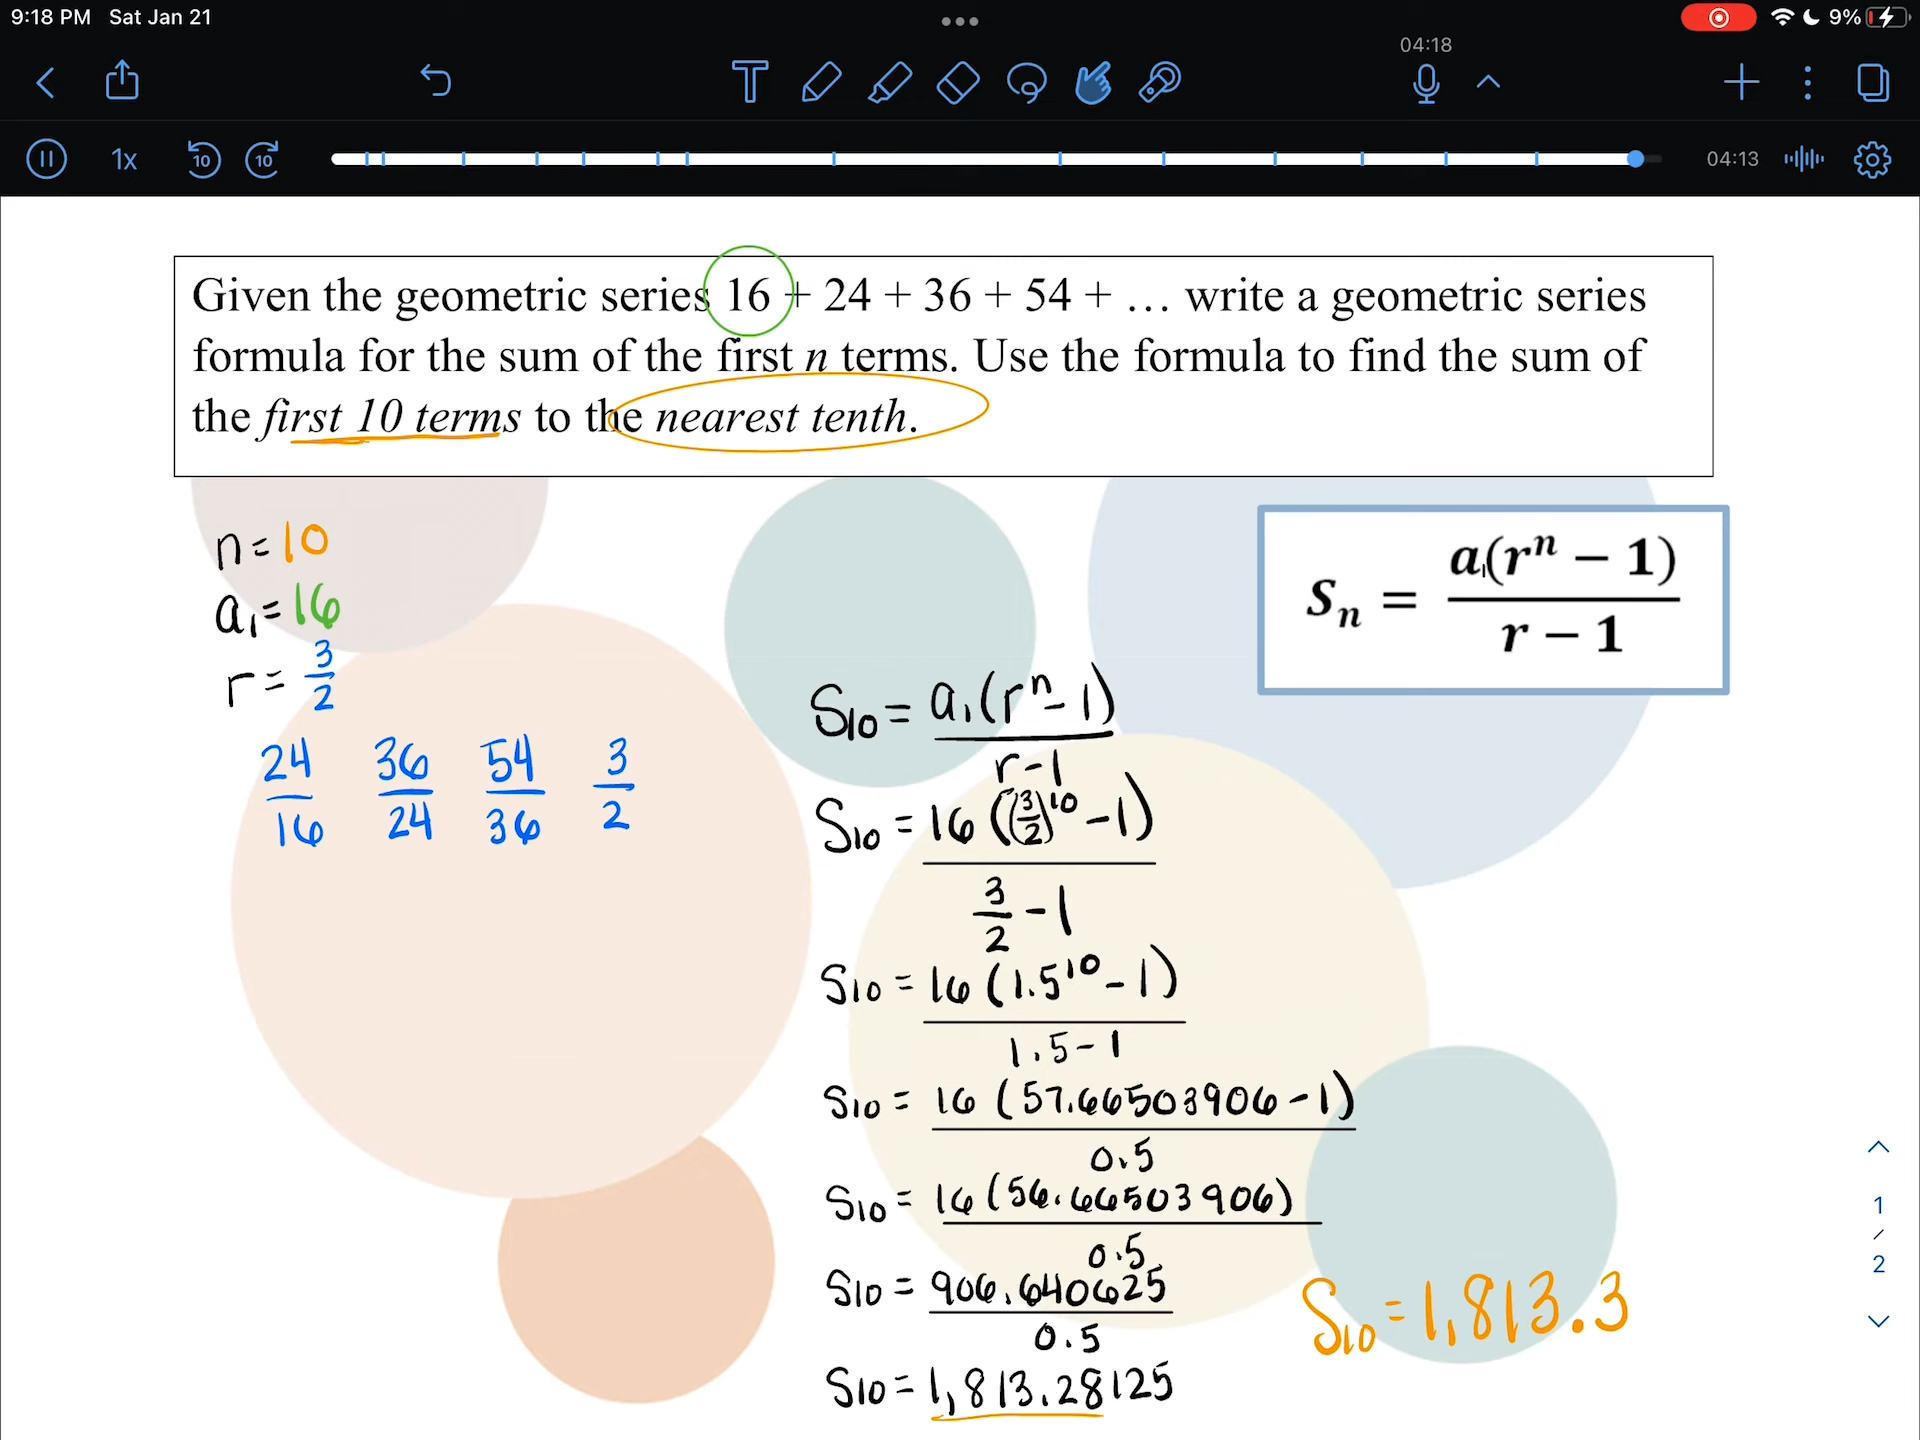 9:18 PM Sat Jan 21
9%
04:18
1x 10 10 04:13
Given the geometric series 16 + 24 + 36 + 54 + … write a geometric series
formula for the sum of the first n terms. Use the formula to find the sum of
the first 10 terms to the nearest tenth.
n = 10
a₁ = 16
r = 3/2
24/16 36/24 54/36 3/2
Sₙ = a₁(rⁿ − 1) / r − 1
S₁₀ = a₁(rⁿ − 1) / r − 1
S₁₀ = 16((3/2)¹⁰ − 1) / 3/2 − 1
S₁₀ = 16(1.5¹⁰ − 1) / 1.5 − 1
S₁₀ = 16(57.66503906 − 1) / 0.5
S₁₀ = 16(56.66503906) / 0.5
S₁₀ = 906.640625 / 0.5
S₁₀ = 1,813.28125
S₁₀ = 1,813.3
1
/
2